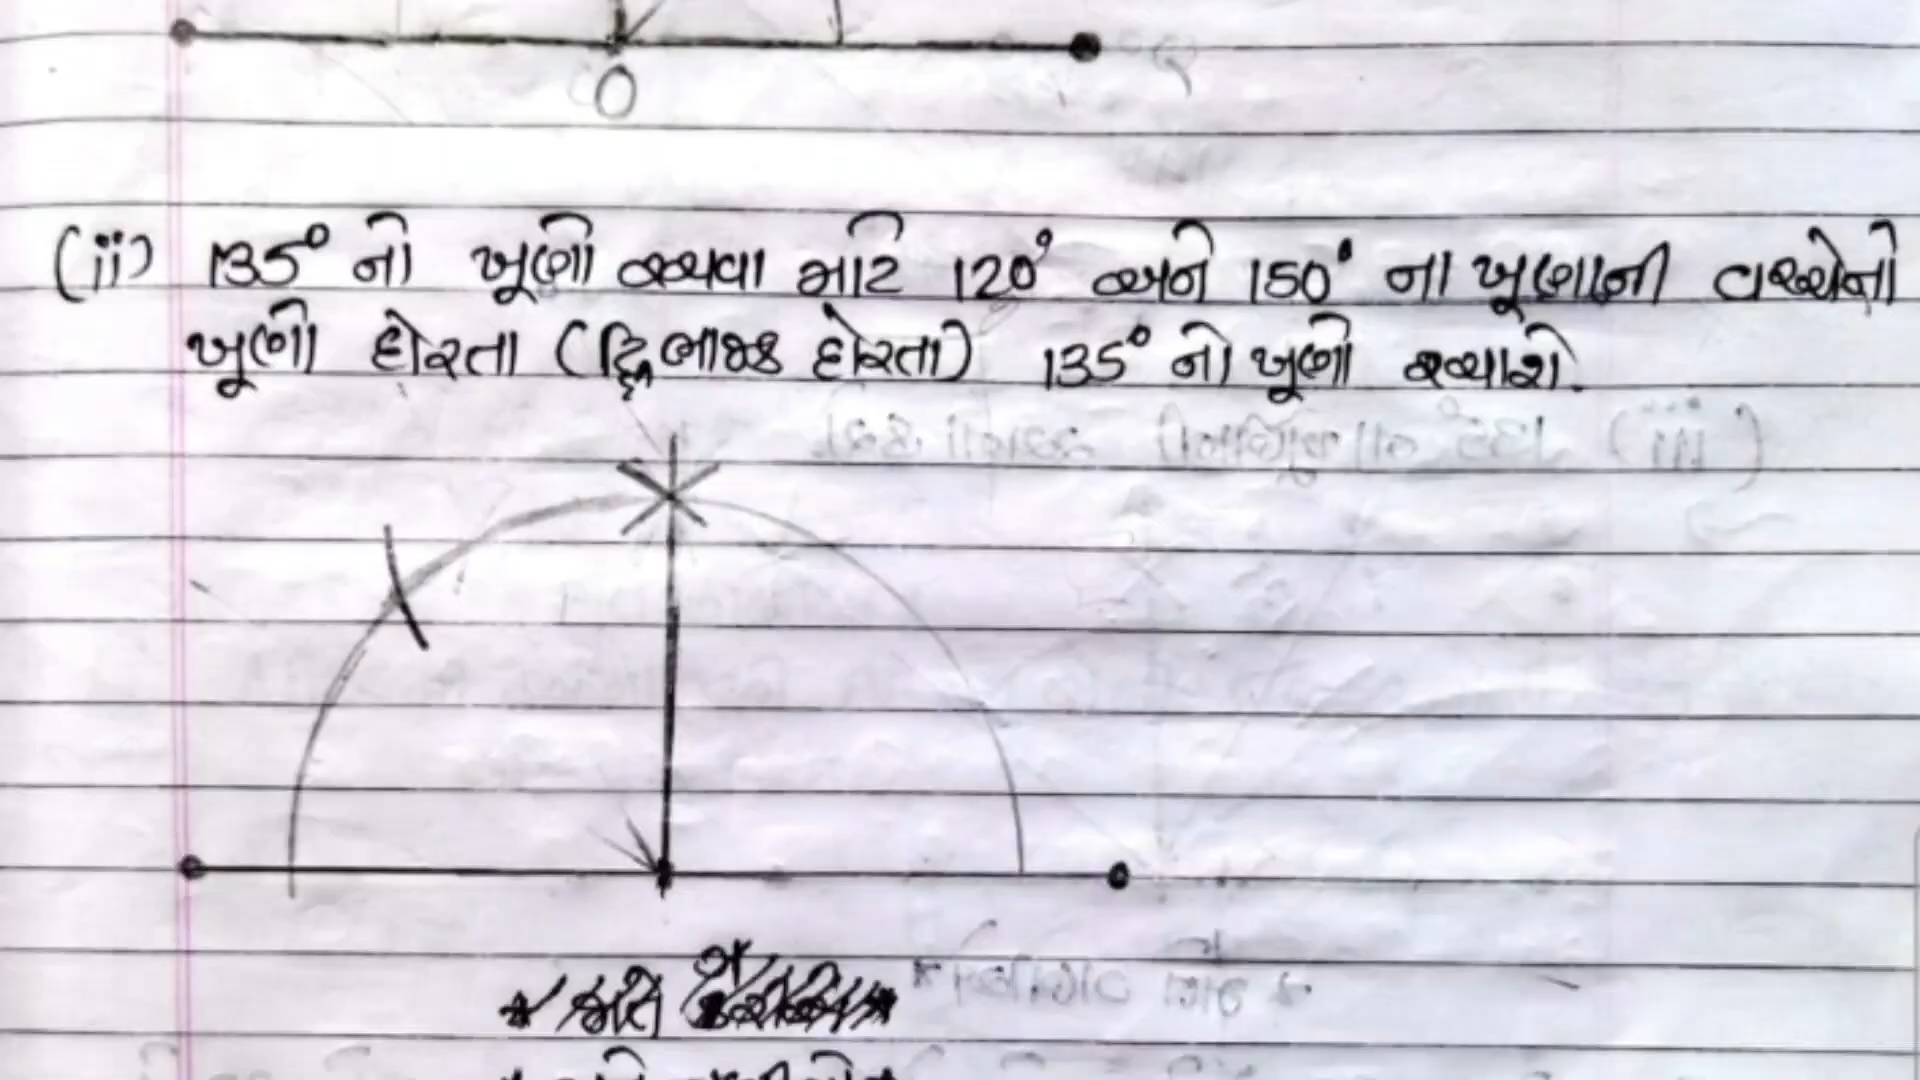 O
(ii) 135° નો ખૂણો રચવા માટે 120° અને 150° ના ખૂણાની વચ્ચેનો
ખૂણો દોરતા (દ્વિભાજક દોરતા) 135° નો ખૂણો રચાશે.